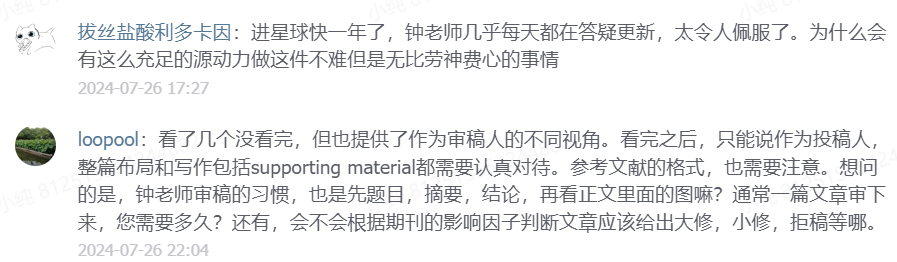 拔丝盐酸利多卡因：进星球快一年了，钟老师几乎每天都在答疑更新，太令人佩服了。为什么会
有这么充足的源动力做这件不难但是无比劳神费心的事情
2024-07-26 17:27
loopool：看了几个没看完，但也提供了作为审稿人的不同视角。看完之后，只能说作为投稿人，
整篇布局和写作包括supporting material都需要认真对待。参考文献的格式，也需要注意。想问
的是，钟老师审稿的习惯，也是先题目，摘要，结论，再看正文里面的图嘛？通常一篇文章审下
来，您需要多久？还有，会不会根据期刊的影响因子判断文章应该给出大修，小修，拒稿等哪。
2024-07-26 22:04